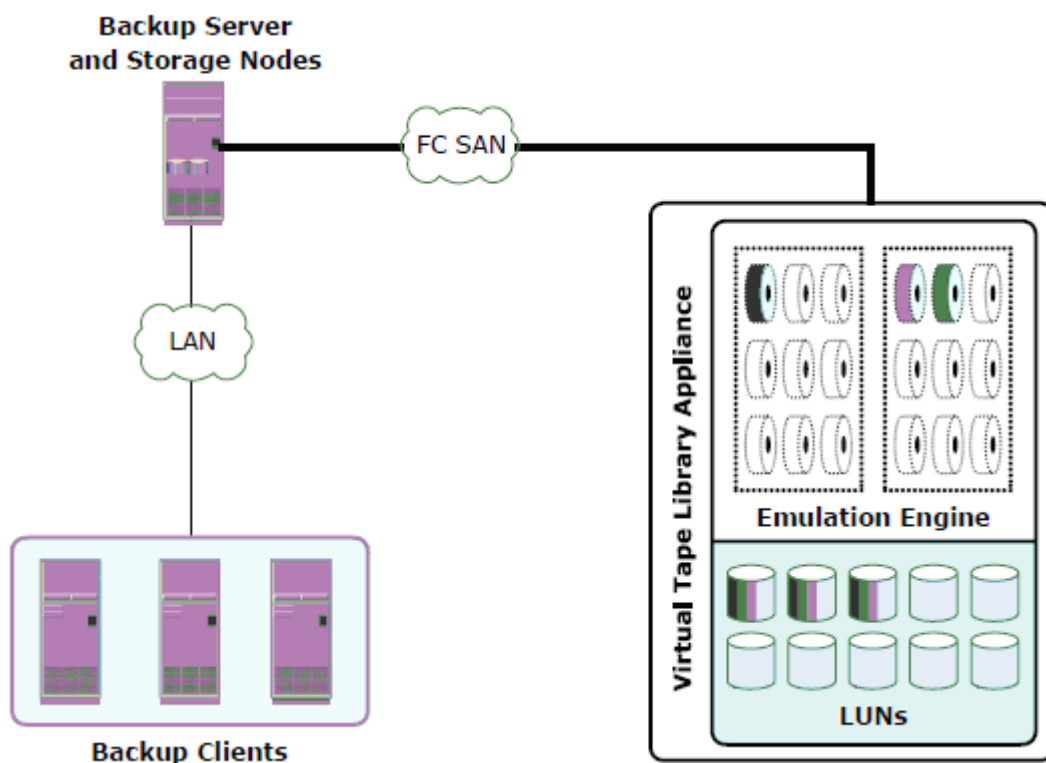 Backup Server
and Storage Nodes
FC SAN
LAN
Virtual Tape Library Appliance
Emulation Engine
LUNs
Backup Clients